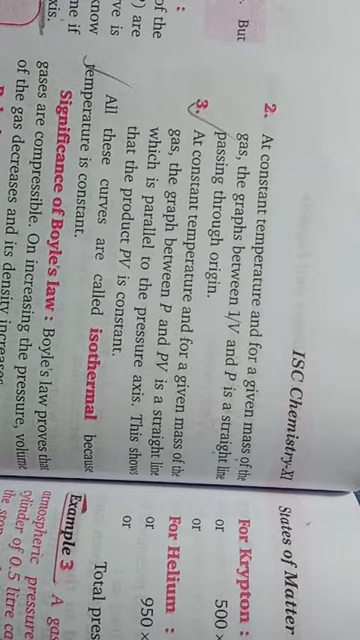 ISC Chemistry-XI
2. At constant temperature and for a given mass of the
gas, the graphs between 1/V and P is a straight line
passing through origin.
3. At constant temperature and for a given mass of the
gas, the graph between P and PV is a straight line
which is parallel to the pressure axis. This shows
that the product PV is constant.
All these curves are called isothermal because
temperature is constant.
Significance of Boyle's law : Boyle's law proves that
gases are compressible. On increasing the pressure, volume
of the gas decreases and its density increases
But
:
of the
) are
ve is
know
me if
xis.
States of Matter
For Krypton :
or 500 ×
or
For Helium :
or 950 ×
or
Total pres
Example 3 A gas
atmospheric pressure
cylinder of 0.5 litre ca